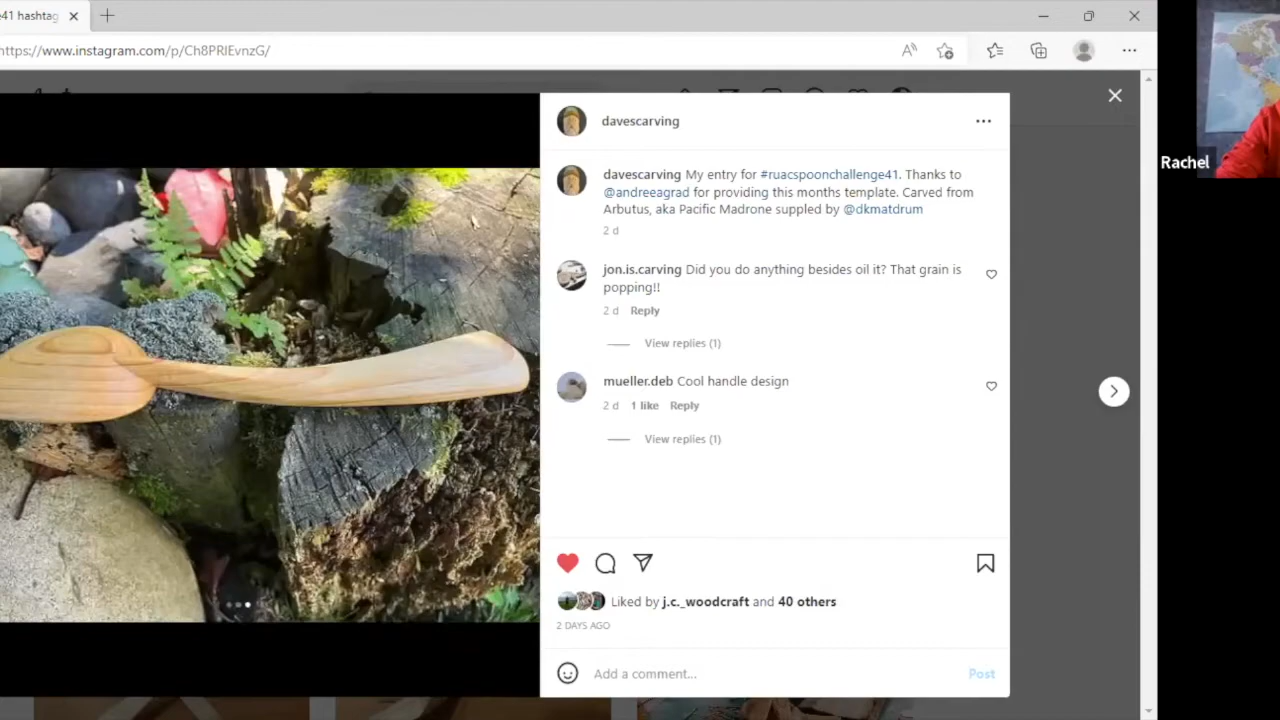 e41 hashtag
https://www.instagram.com/p/Ch8PRIEvnzG/
davescarving
davescarving My entry for #ruacspoonchallenge41. Thanks to
@andreeagrad for providing this months template. Carved from
Arbutus, aka Pacific Madrone suppled by @dkmatdrum
2 d
jon.is.carving Did you do anything besides oil it? That grain is
popping!!
2 d Reply
View replies (1)
mueller.deb Cool handle design
2 d 1 like Reply
View replies (1)
Liked by j.c._woodcraft and 40 others
2 DAYS AGO
Add a comment... Post
Rachel